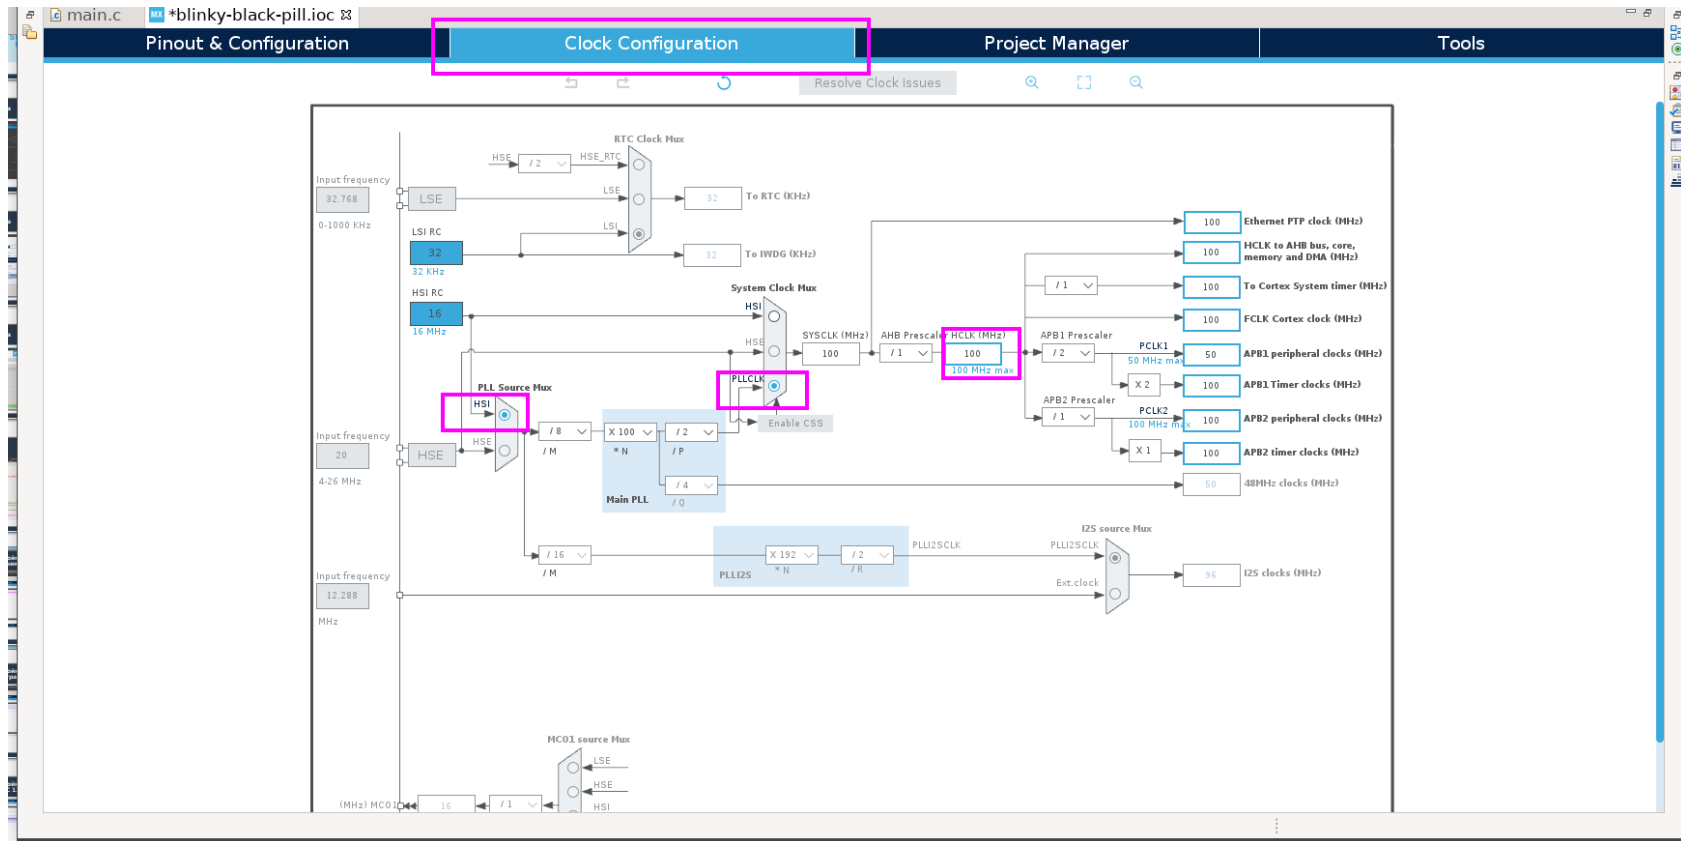 main.c
MX *blinky-black-pill.ioc
Pinout & Configuration
Clock Configuration
Project Manager
Tools
Resolve Clock Issues
RTC Clock Mux
HSE
/ 2
HSE_RTC
Input frequency
32.768
0-1000 KHz
LSE
LSE
32
To RTC (KHz)
LSI
LSI RC
32
32 KHz
32
To IWDG (KHz)
100
Ethernet PTP clock (MHz)
100
HCLK to AHB bus, core,
memory and DMA (MHz)
/ 1
100
To Cortex System timer (MHz)
100
FCLK Cortex clock (MHz)
HSI RC
16
16 MHz
System Clock Mux
HSI
HSE
PLLCLK
SYSCLK (MHz)
100
AHB Prescaler
/ 1
HCLK (MHz)
100
100 MHz max
APB1 Prescaler
/ 2
PCLK1
50 MHz max
50
APB1 peripheral clocks (MHz)
X 2
100
APB1 Timer clocks (MHz)
APB2 Prescaler
/ 1
PCLK2
100 MHz max
100
APB2 peripheral clocks (MHz)
X 1
100
APB2 timer clocks (MHz)
Enable CSS
PLL Source Mux
HSI
HSE
Input frequency
20
4-26 MHz
HSE
/ 8
/ M
X 100
* N
/ 2
/ P
/ 4
/ Q
Main PLL
50
48MHz clocks (MHz)
/ 16
/ M
X 192
* N
/ 2
/ R
PLLI2S
PLLI2SCLK
I2S source Mux
PLLI2SCLK
Ext.clock
96
I2S clocks (MHz)
Input frequency
12.288
MHz
MCO1 source Mux
LSE
HSE
HSI
(MHz) MCO1
16
/ 1